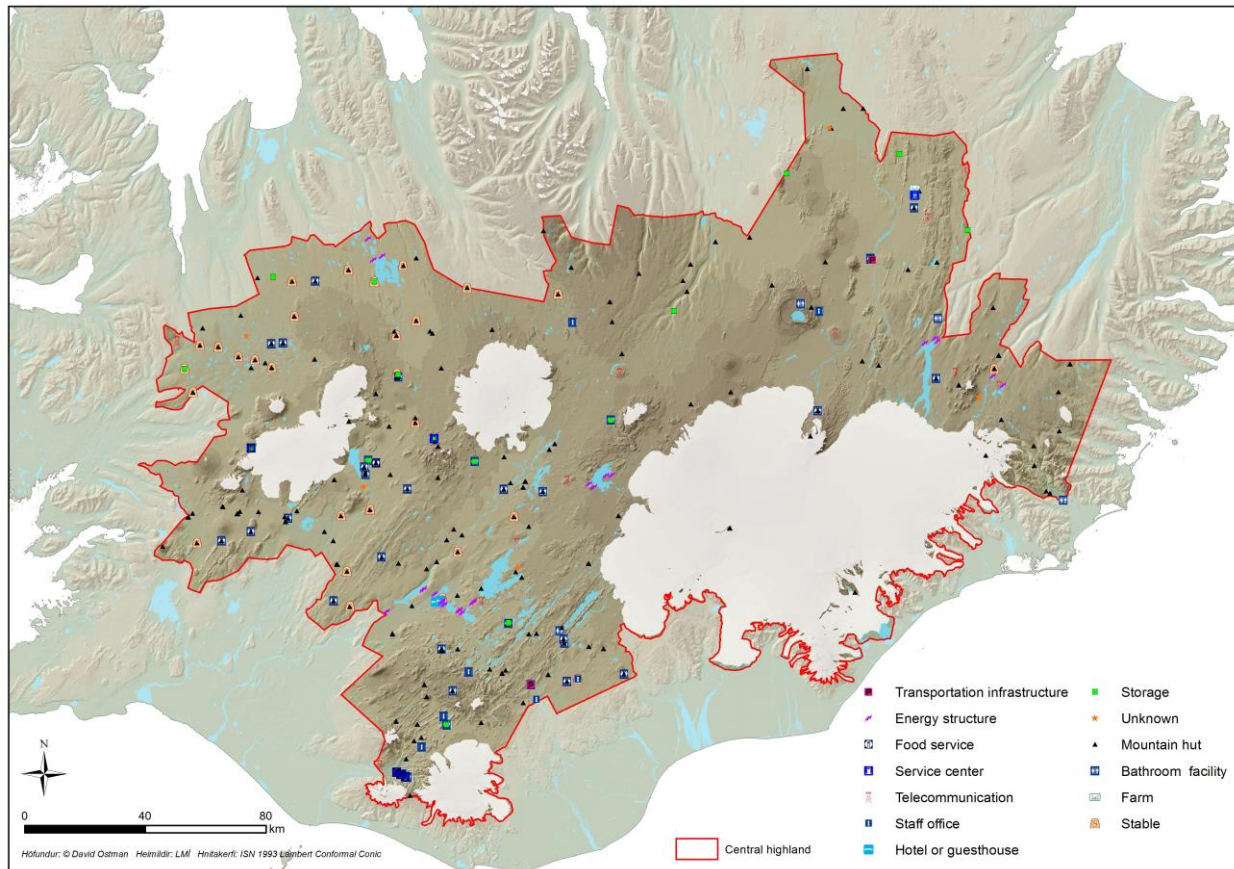 N
0 40 80
km
Höfundur: © David Ostman Heimildir: LMÍ Hnitakerfi: ISN 1993 Lambert Conformal Conic
Central highland
Transportation infrastructure
Energy structure
Food service
Service center
Telecommunication
Staff office
Hotel or guesthouse
Storage
Unknown
Mountain hut
Bathroom facility
Farm
Stable